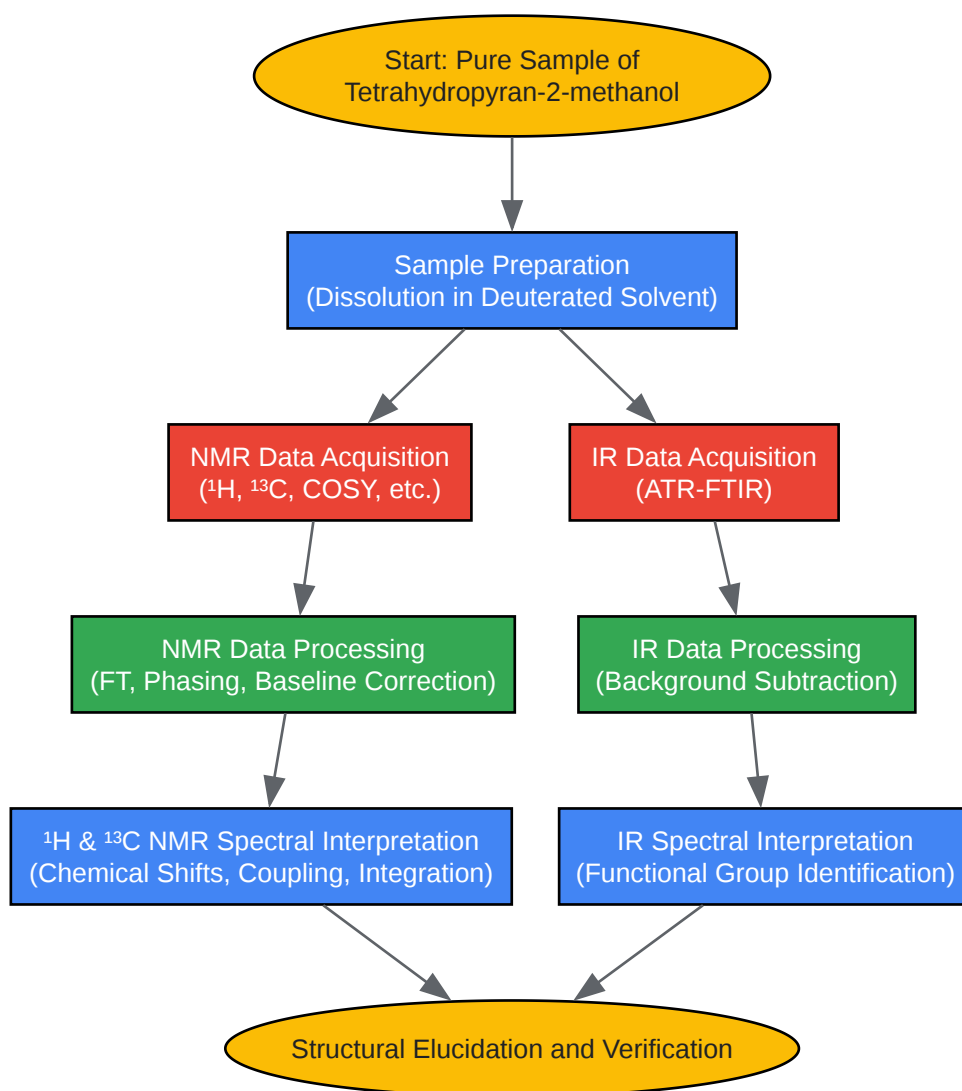 Start: Pure Sample of
Tetrahydropyran-2-methanol
Sample Preparation
(Dissolution in Deuterated Solvent)
NMR Data Acquisition
(¹H, ¹³C, COSY, etc.)
IR Data Acquisition
(ATR-FTIR)
NMR Data Processing
(FT, Phasing, Baseline Correction)
IR Data Processing
(Background Subtraction)
¹H & ¹³C NMR Spectral Interpretation
(Chemical Shifts, Coupling, Integration)
IR Spectral Interpretation
(Functional Group Identification)
Structural Elucidation and Verification